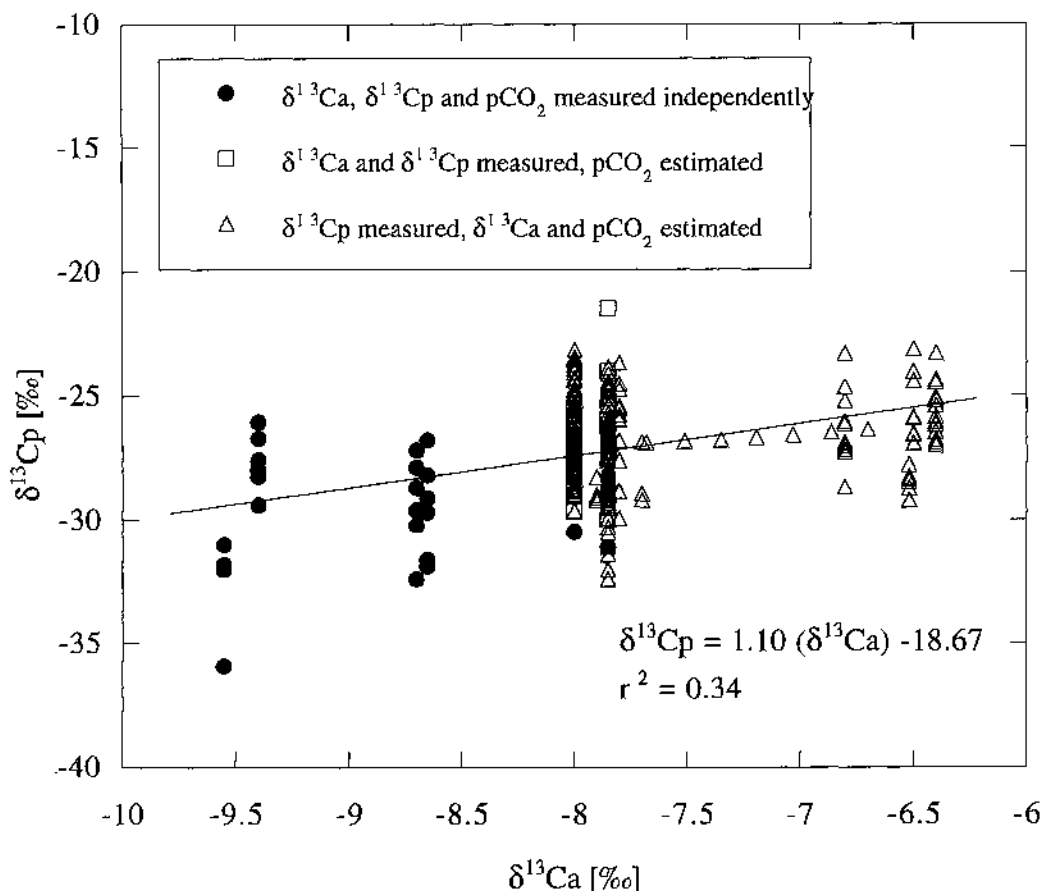 -10
-15
-20
-25
-30
-35
-40
δ¹³Cp [‰]
δ¹³Ca, δ¹³Cp and pCO₂ measured independently
δ¹³Ca and δ¹³Cp measured, pCO₂ estimated
δ¹³Cp measured, δ¹³Ca and pCO₂ estimated
δ¹³Cp = 1.10 (δ¹³Ca) -18.67
r² = 0.34
-10 -9.5 -9 -8.5 -8 -7.5 -7 -6.5 -6
δ¹³Ca [‰]